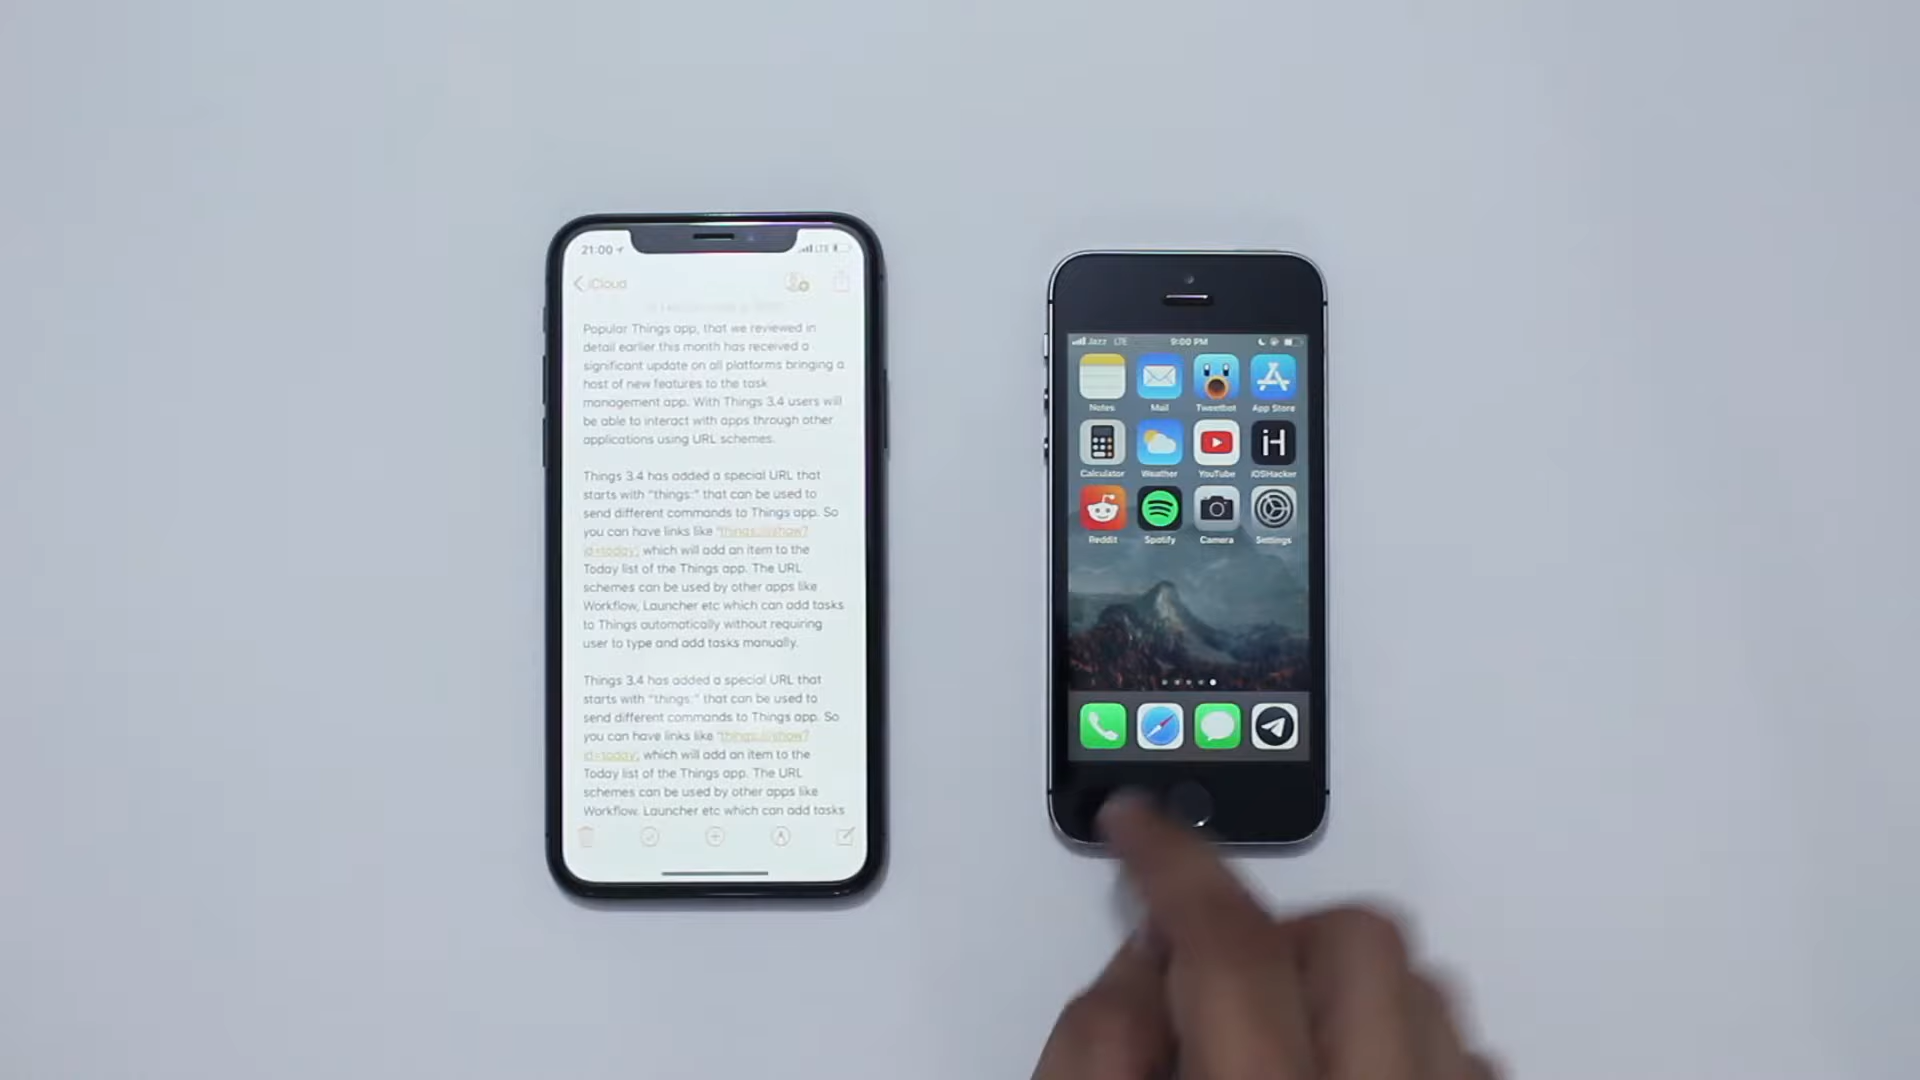 21:00
LTE
iCloud
Popular Things app, that we reviewed in
detail earlier this month has received a
significant update on all platforms bringing a
host of new features to the task
management app. With Things 3.4 users will
be able to interact with apps through other
applications using URL schemes.
Things 3.4 has added a special URL that
starts with "things:" that can be used to
send different commands to Things app. So
you can have links like "things:///show?
id=today", which will add an item to the
Today list of the Things app. The URL
schemes can be used by other apps like
Workflow, Launcher etc which can add tasks
to Things automatically without requiring
user to type and add tasks manually.
Things 3.4 has added a special URL that
starts with "things:" that can be used to
send different commands to Things app. So
you can have links like "things:///show?
id=today", which will add an item to the
Today list of the Things app. The URL
schemes can be used by other apps like
Workflow, Launcher etc which can add tasks
Jazz LTE 9:00 PM
Notes Mail Tweetbot App Store
Calculator Weather YouTube iOSHacker
Reddit Spotify Camera Settings